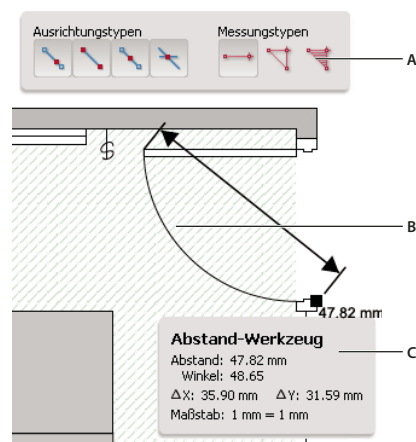 Ausrichtungstypen
Messungstypen
A
B
47.82 mm
C
Abstand-Werkzeug
Abstand: 47.82 mm
Winkel: 48.65
ΔX: 35.90 mm ΔY: 31.59 mm
Maßstab: 1 mm = 1 mm